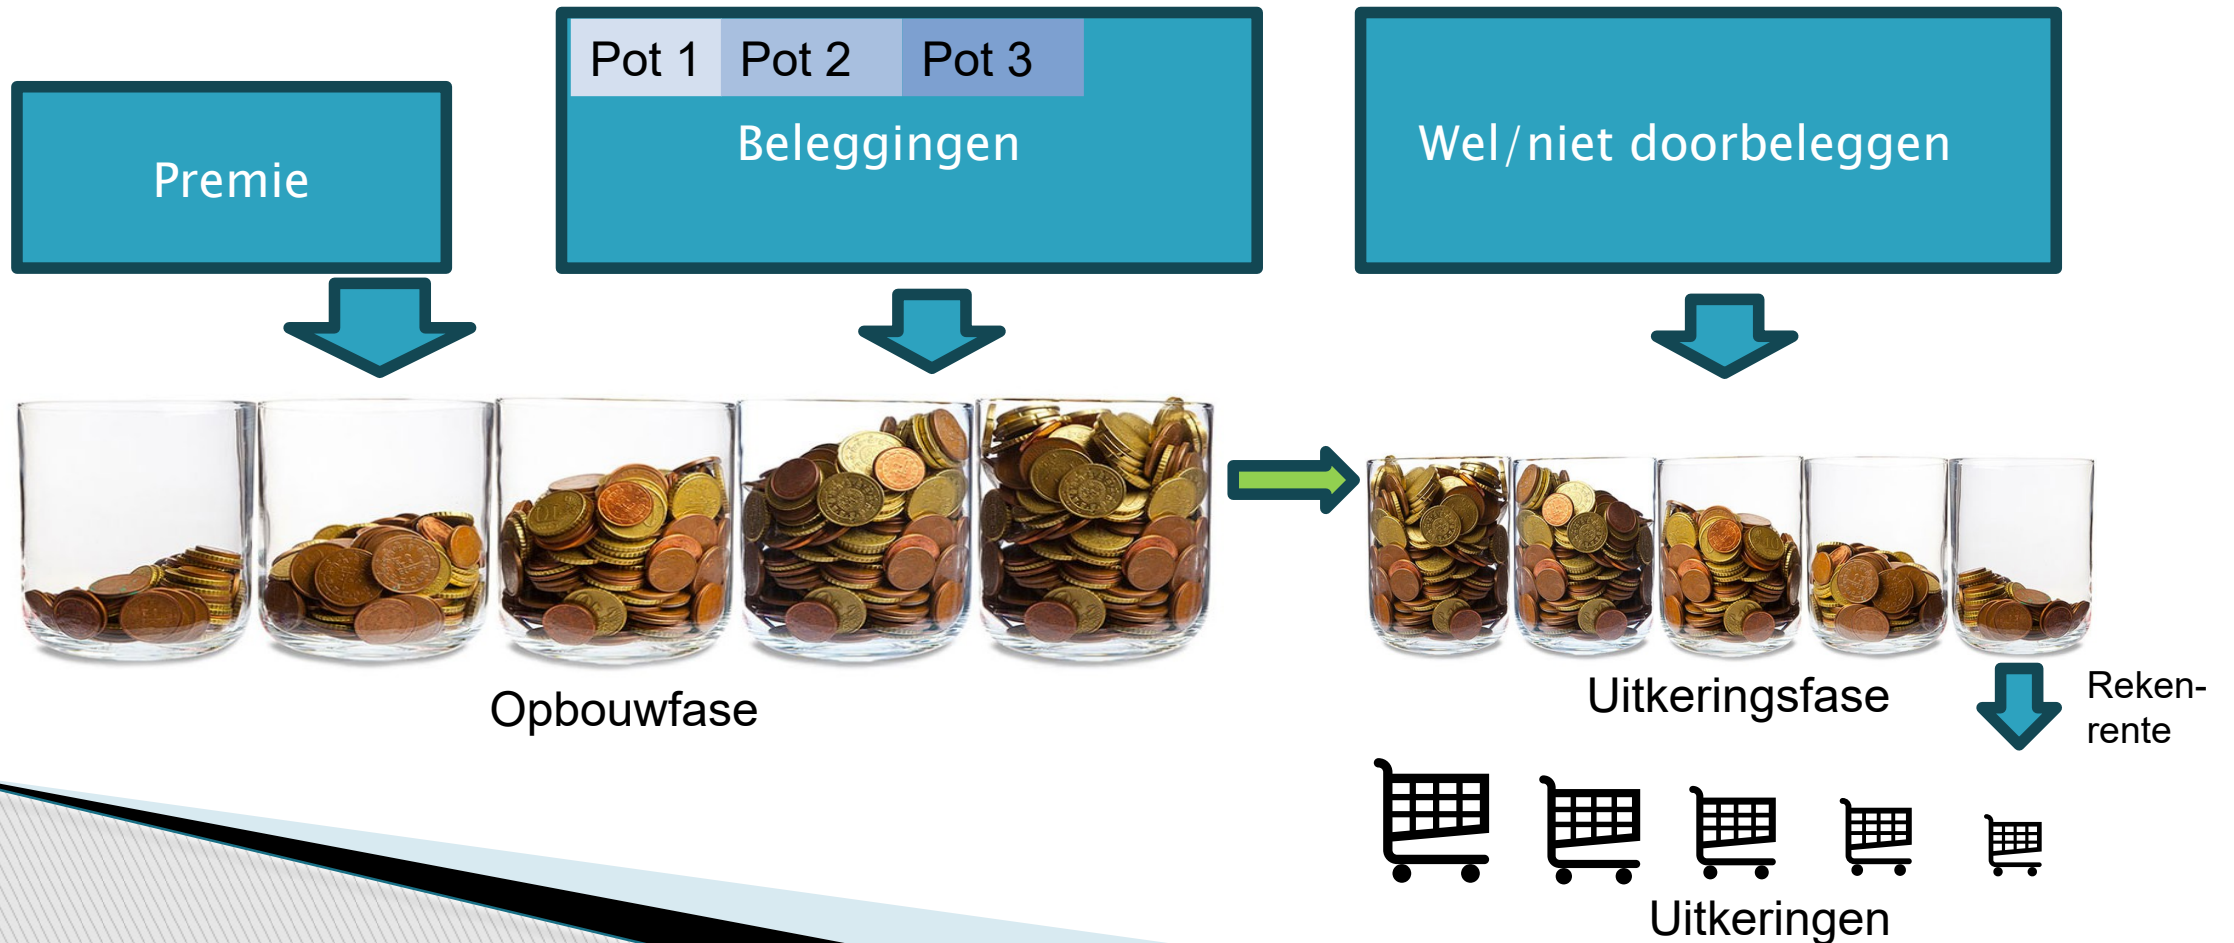 Pot 1
Pot 2
Pot 3
Premie
Beleggingen
Wel/niet doorbeleggen
Opbouwfase
Uitkeringsfase
Reken-
rente
Uitkeringen